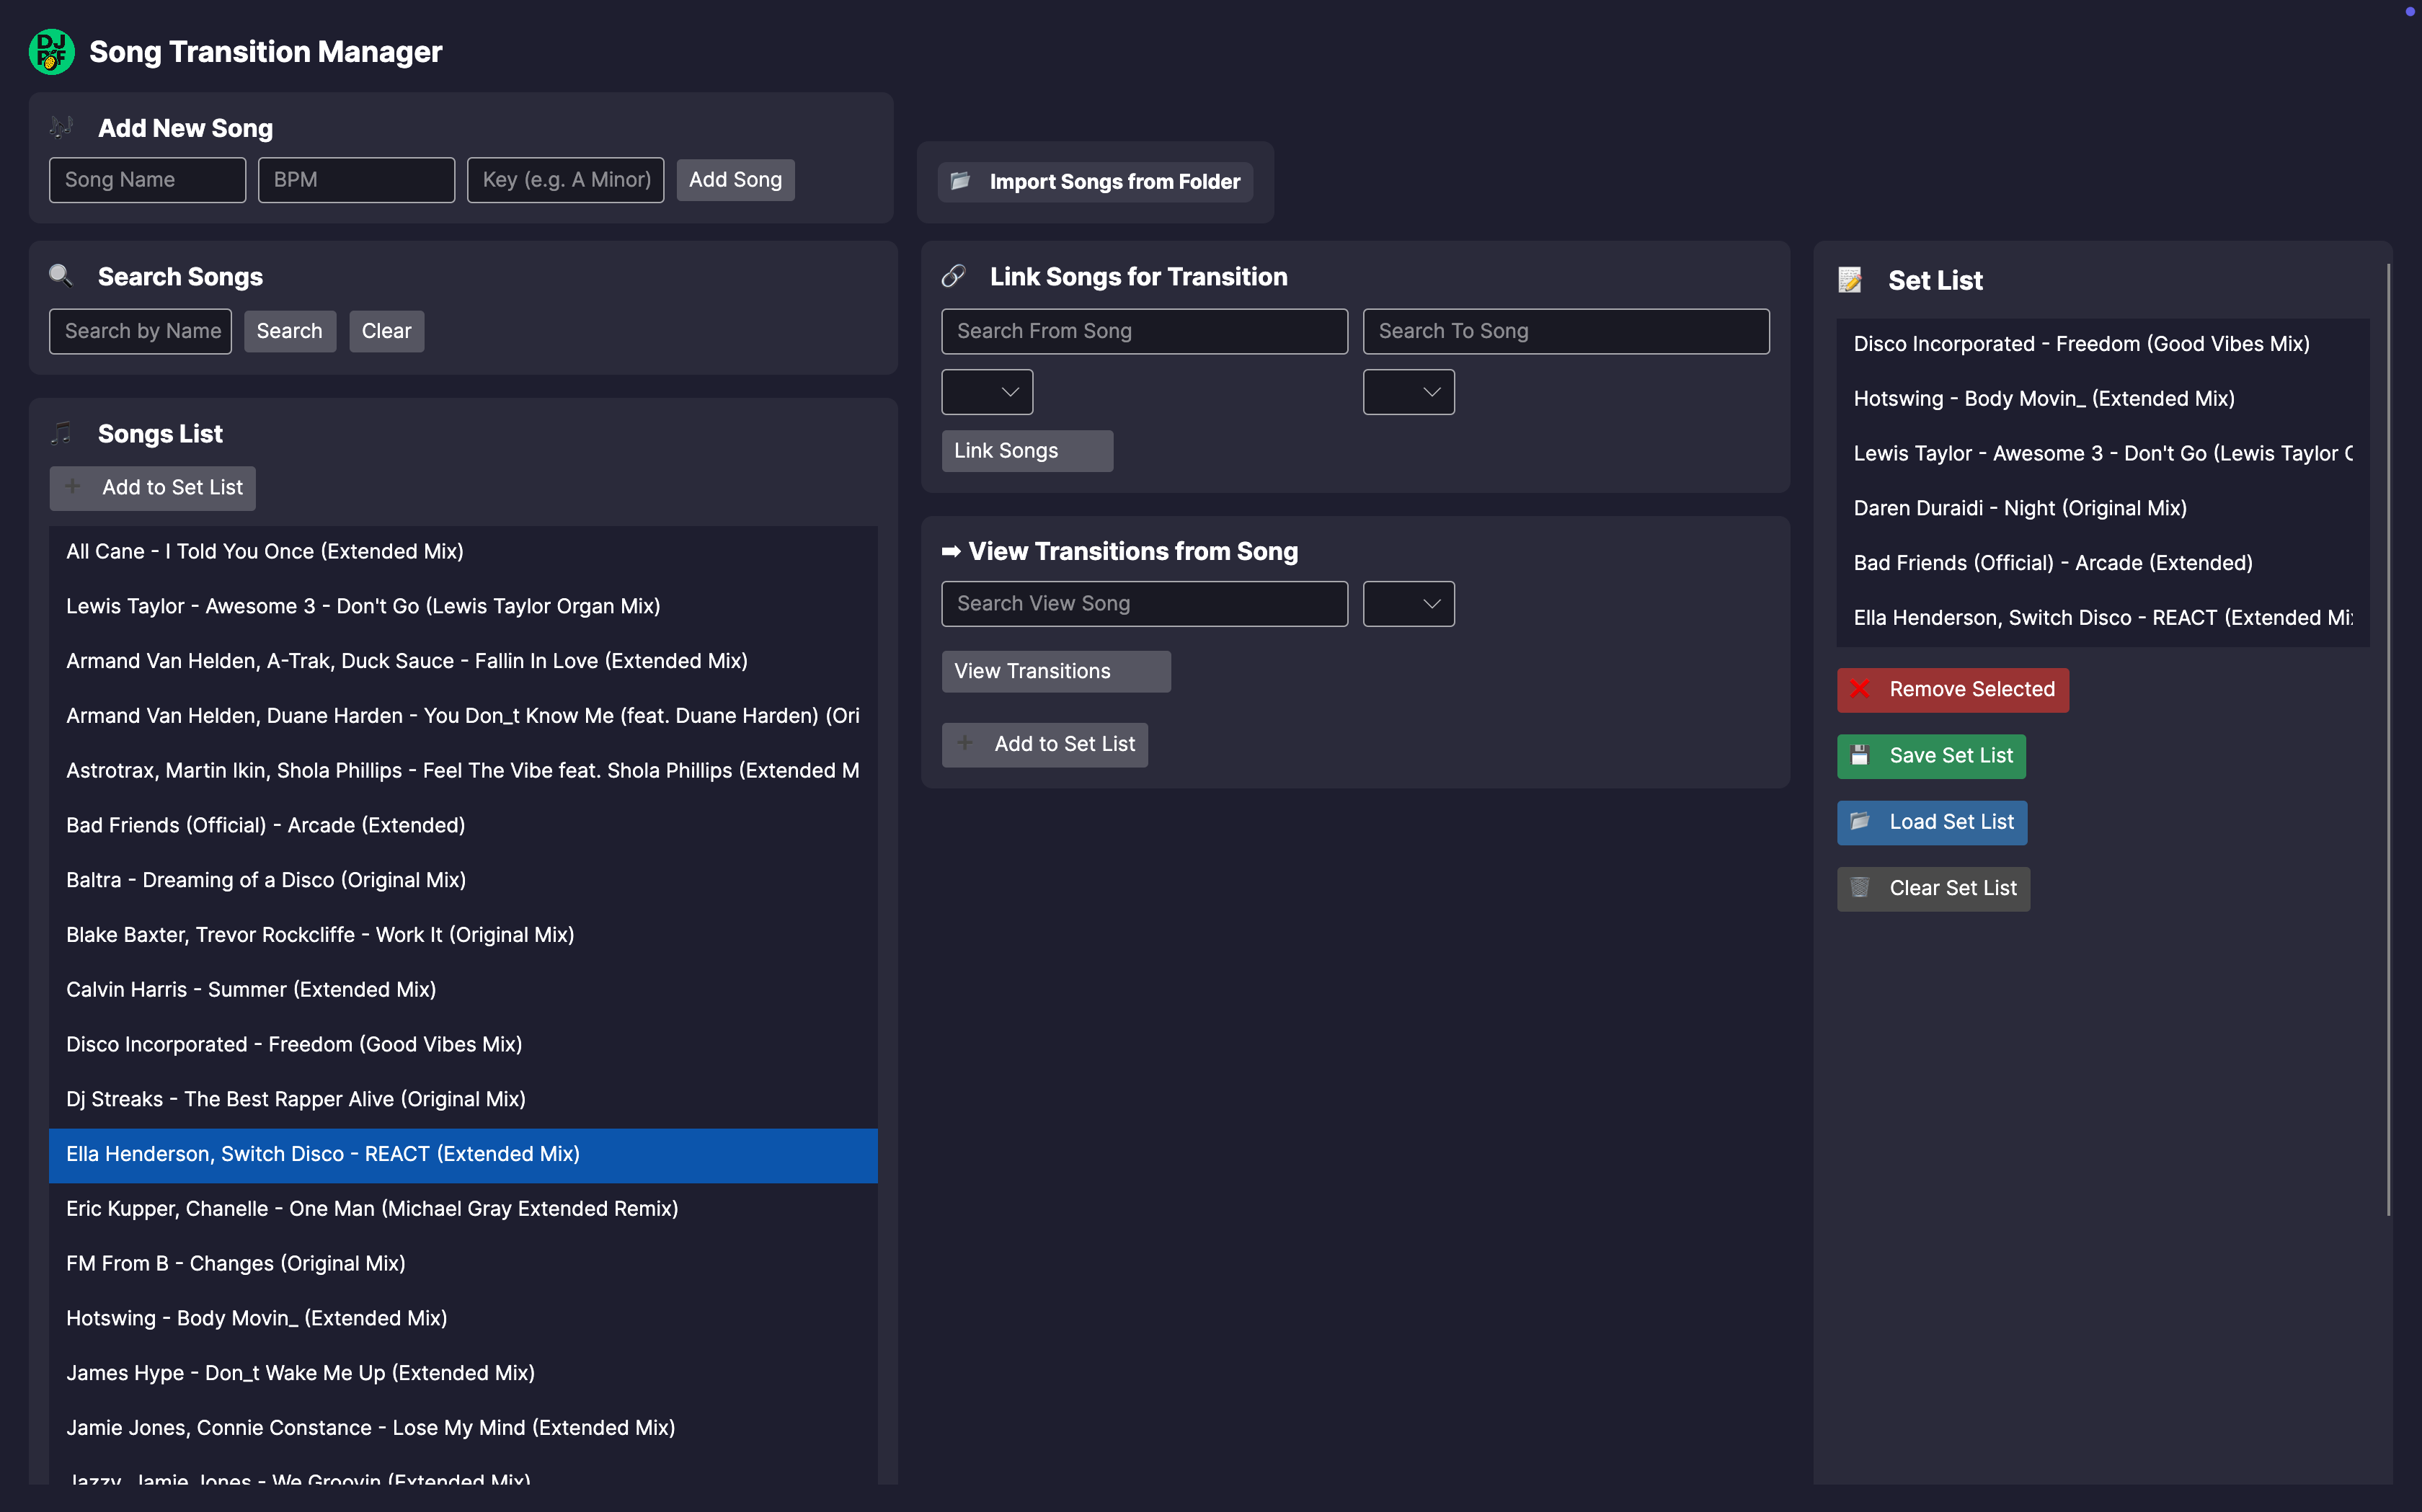 DJ
Song Transition Manager
Add New Song
Song Name
BPM
Key (e.g. A Minor)
Add Song
Import Songs from Folder
Search Songs
Search by Name
Search
Clear
Songs List
Add to Set List
All Cane - I Told You Once (Extended Mix)
Lewis Taylor - Awesome 3 - Don't Go (Lewis Taylor Organ Mix)
Armand Van Helden, A-Trak, Duck Sauce - Fallin In Love (Extended Mix)
Armand Van Helden, Duane Harden - You Don_t Know Me (feat. Duane Harden) (Ori
Astrotrax, Martin Ikin, Shola Phillips - Feel The Vibe feat. Shola Phillips (Extended M
Bad Friends (Official) - Arcade (Extended)
Baltra - Dreaming of a Disco (Original Mix)
Blake Baxter, Trevor Rockcliffe - Work It (Original Mix)
Calvin Harris - Summer (Extended Mix)
Disco Incorporated - Freedom (Good Vibes Mix)
Dj Streaks - The Best Rapper Alive (Original Mix)
Ella Henderson, Switch Disco - REACT (Extended Mix)
Eric Kupper, Chanelle - One Man (Michael Gray Extended Remix)
FM From B - Changes (Original Mix)
Hotswing - Body Movin_ (Extended Mix)
James Hype - Don_t Wake Me Up (Extended Mix)
Jamie Jones, Connie Constance - Lose My Mind (Extended Mix)
Jazzy, Jamie Jones - We Groovin (Extended Mix)
Link Songs for Transition
Search From Song
Search To Song
Link Songs
➡ View Transitions from Song
Search View Song
View Transitions
Add to Set List
Set List
Disco Incorporated - Freedom (Good Vibes Mix)
Hotswing - Body Movin_ (Extended Mix)
Lewis Taylor - Awesome 3 - Don't Go (Lewis Taylor
Daren Duraidi - Night (Original Mix)
Bad Friends (Official) - Arcade (Extended)
Ella Henderson, Switch Disco - REACT (Extended Mi
Remove Selected
Save Set List
Load Set List
Clear Set List